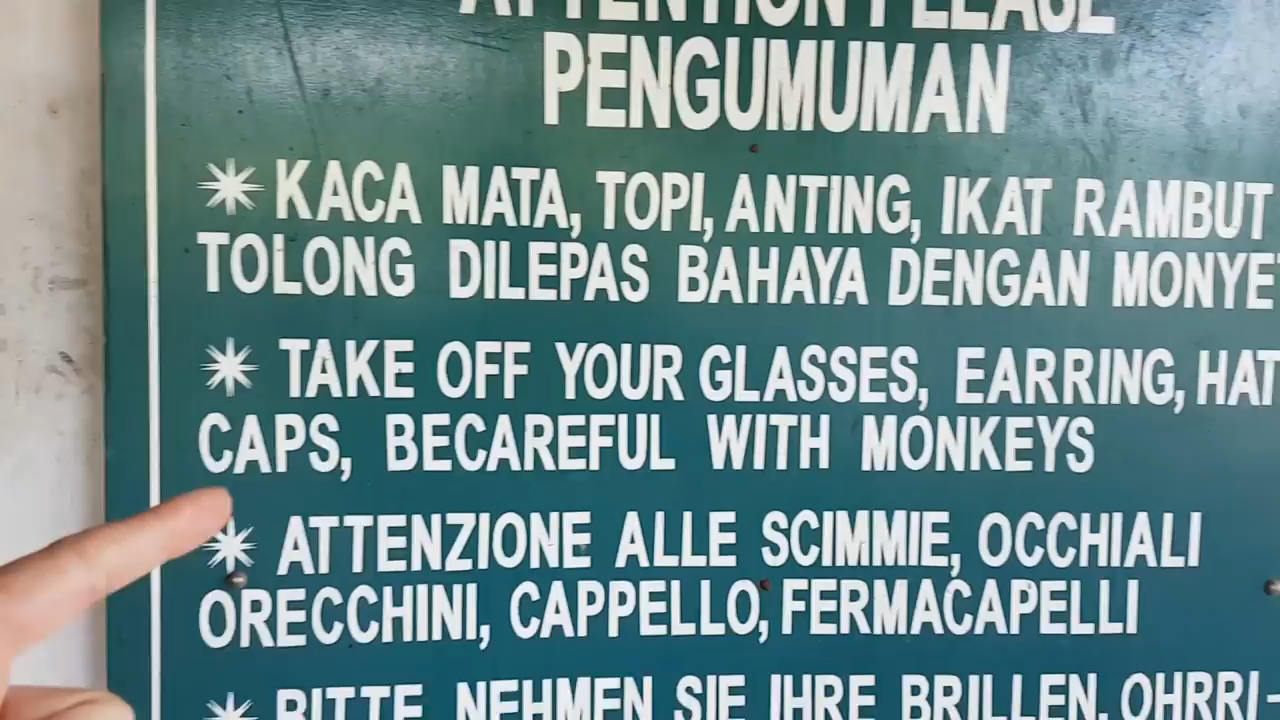 ATTENTION PLEASE
PENGUMUMAN
KACA MATA, TOPI, ANTING, IKAT RAMBUT
TOLONG DILEPAS BAHAYA DENGAN MONYET
TAKE OFF YOUR GLASSES, EARRING, HAT
CAPS, BECAREFUL WITH MONKEYS
ATTENZIONE ALLE SCIMMIE, OCCHIALI
ORECCHINI, CAPPELLO, FERMACAPELLI
BITTE NEHMEN SIE IHRE BRILLEN, OHRRI-